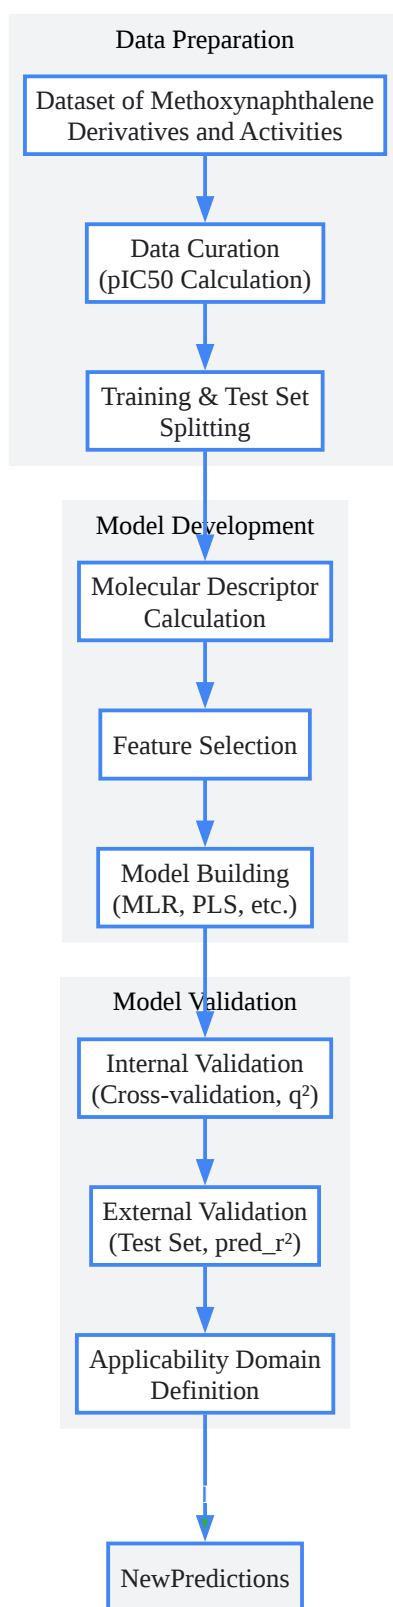 Data Preparation
Dataset of Methoxynaphthalene
Derivatives and Activities
Data Curation
(pIC50 Calculation)
Training & Test Set
Splitting
Model Development
Molecular Descriptor
Calculation
Feature Selection
Model Building
(MLR, PLS, etc.)
Model Validation
Internal Validation
(Cross-validation, q²)
External Validation
(Test Set, pred_r²)
Applicability Domain
Definition
NewPredictions